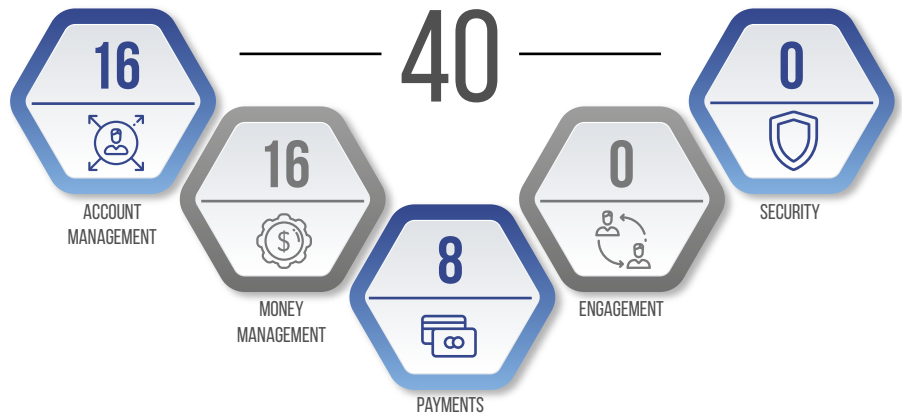 40
16
ACCOUNT
MANAGEMENT
16
$
MONEY
MANAGEMENT
8
PAYMENTS
0
ENGAGEMENT
0
SECURITY